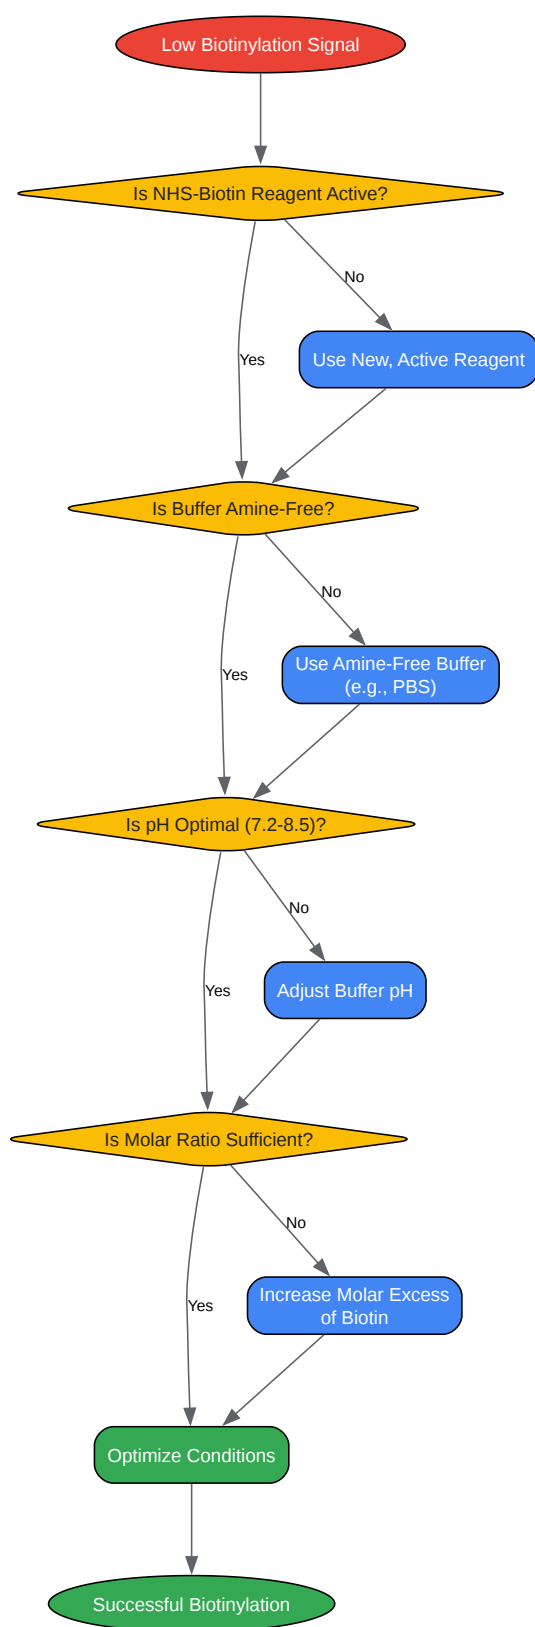 Low Biotinylation Signal
Is NHS-Biotin Reagent Active?
No
Yes
Use New, Active Reagent
Is Buffer Amine-Free?
No
Yes
Use Amine-Free Buffer
(e.g., PBS)
Is pH Optimal (7.2-8.5)?
No
Yes
Adjust Buffer pH
Is Molar Ratio Sufficient?
No
Yes
Increase Molar Excess
of Biotin
Optimize Conditions
Successful Biotinylation